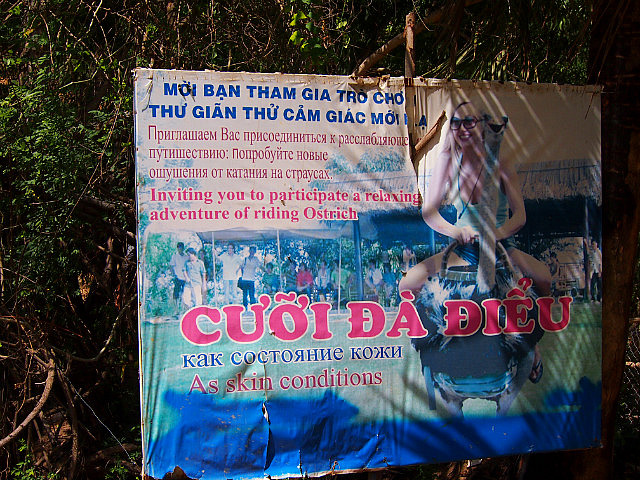 MỜI BẠN THAM GIA TRÒ CHƠ
THƯ GIÃN THỬ CẢM GIÁC MỚI
Приглашаем Вас присоединиться к расслабляюще
путешествию: попробуйте новые
ошушения от катания на страусах.
Inviting you to participate a relaxing
adventure of riding Ostrich
CƯỠI ĐÀ ĐIỂU
как состояние кожи
As skin conditions